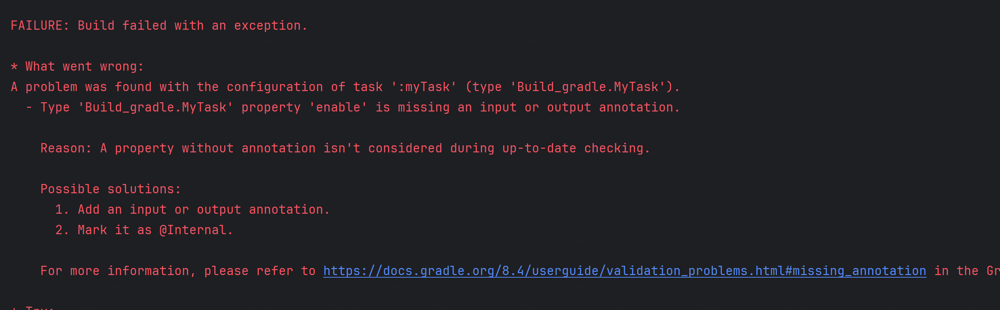 FAILURE: Build failed with an exception.
* What went wrong:
A problem was found with the configuration of task ':myTask' (type 'Build_gradle.MyTask').
- Type 'Build_gradle.MyTask' property 'enable' is missing an input or output annotation.
Reason: A property without annotation isn't considered during up-to-date checking.
Possible solutions:
1. Add an input or output annotation.
2. Mark it as @Internal.
For more information, please refer to https://docs.gradle.org/8.4/userguide/validation_problems.html#missing_annotation in the Gr